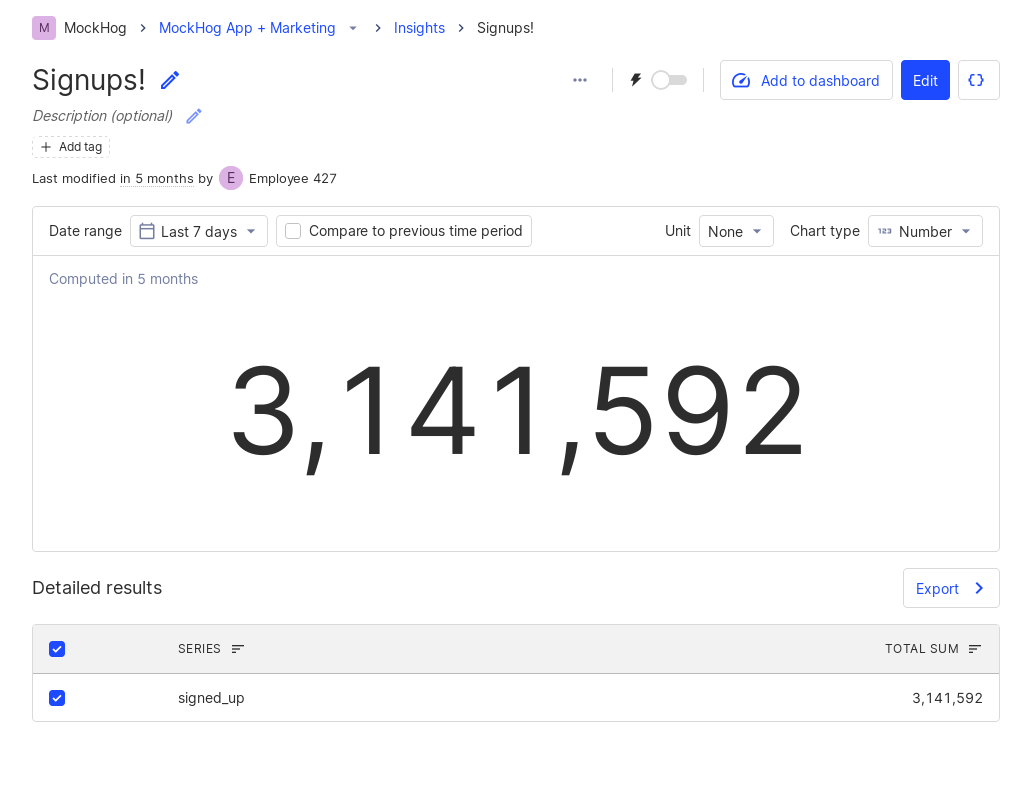 M MockHog MockHog App + Marketing Insights Signups!
Signups!
Add to dashboard Edit
Description (optional)
Add tag
Last modified in 5 months by E Employee 427
Date range Last 7 days Compare to previous time period Unit None Chart type 123 Number
Computed in 5 months
3,141,592
Detailed results
Export
SERIES TOTAL SUM
signed_up 3,141,592